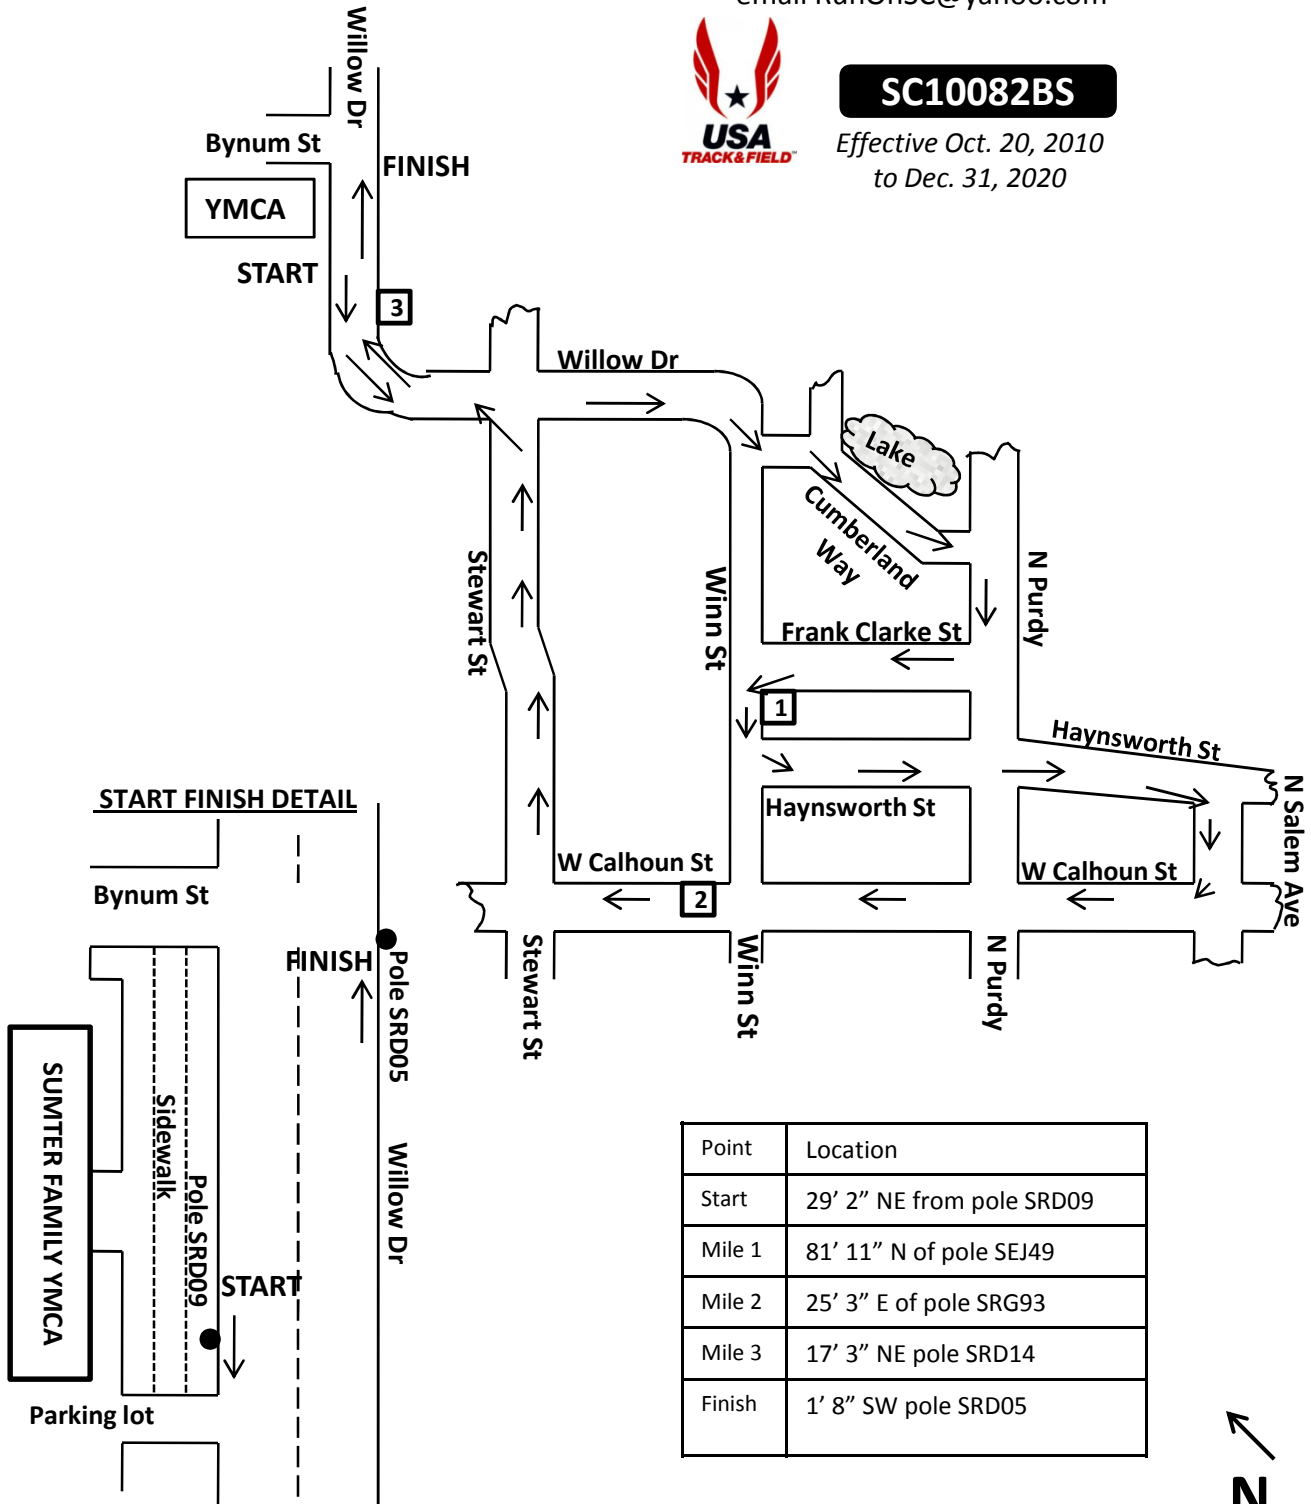 email RunOnSC@yahoo.com
USA
TRACK&FIELD™
SC10082BS
Effective Oct. 20, 2010
to Dec. 31, 2020
Willow Dr
Bynum St
FINISH
YMCA
START
3
Willow Dr
Lake
Cumberland
Way
Stewart St
Winn St
N Purdy
Frank Clarke St
1
Haynsworth St
Haynsworth St
N Salem Ave
W Calhoun St
W Calhoun St
2
Stewart St
Winn St
N Purdy
START FINISH DETAIL
Bynum St
FINISH
Pole SRD05
SUMTER FAMILY YMCA
Sidewalk
Pole SRD09
START
Willow Dr
Parking lot
Point Location
Start 29’ 2” NE from pole SRD09
Mile 1 81’ 11” N of pole SEJ49
Mile 2 25’ 3” E of pole SRG93
Mile 3 17’ 3” NE pole SRD14
Finish 1’ 8” SW pole SRD05
N